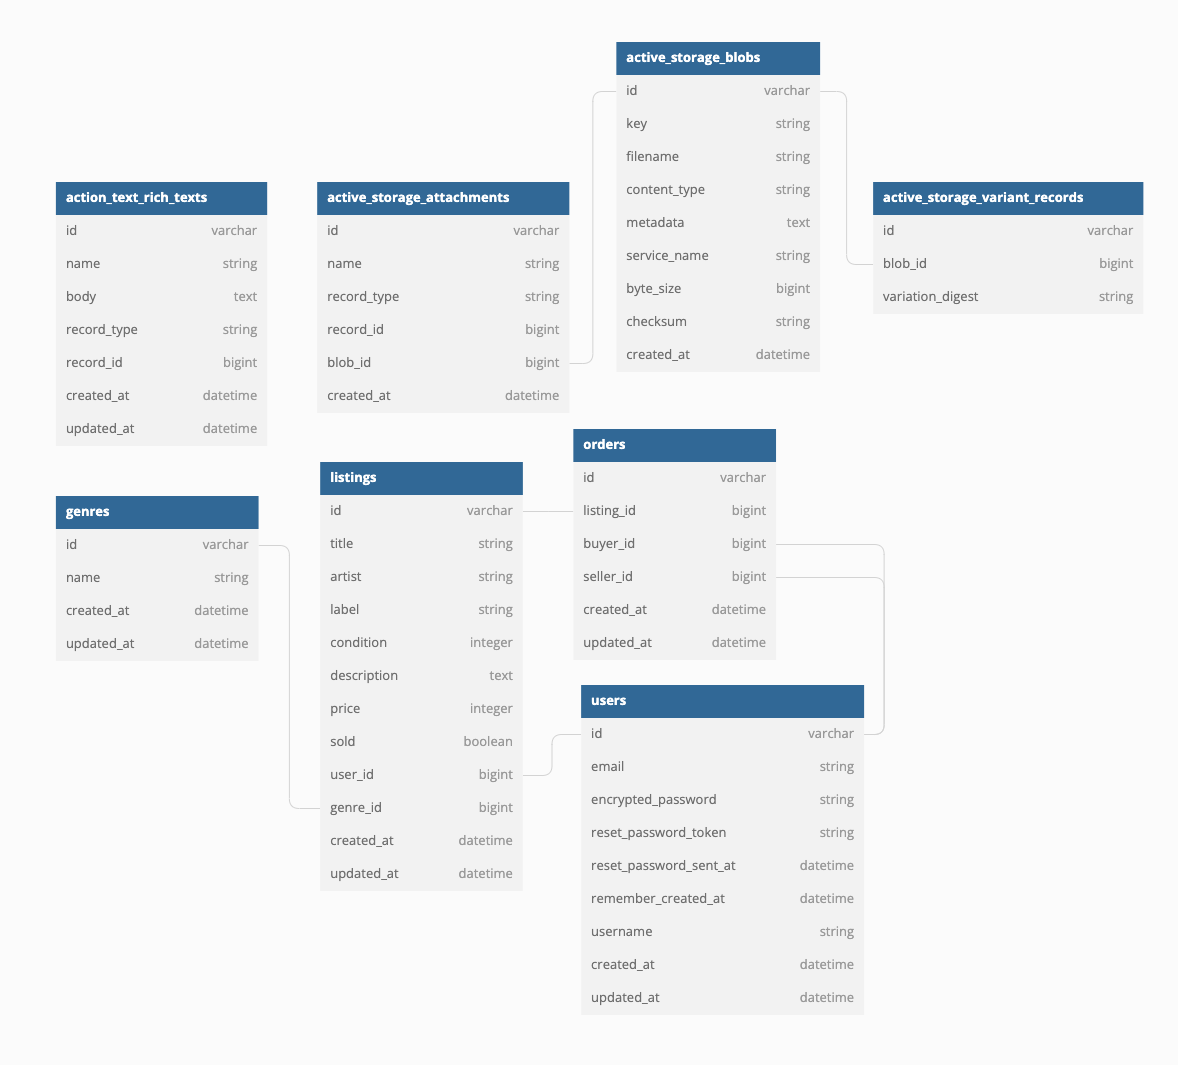 active_storage_blobs
id varchar
key string
filename string
content_type string
metadata text
service_name string
byte_size bigint
checksum string
created_at datetime
action_text_rich_texts
id varchar
name string
body text
record_type string
record_id bigint
created_at datetime
updated_at datetime
active_storage_attachments
id varchar
name string
record_type string
record_id bigint
blob_id bigint
created_at datetime
active_storage_variant_records
id varchar
blob_id bigint
variation_digest string
orders
id varchar
listing_id bigint
buyer_id bigint
seller_id bigint
created_at datetime
updated_at datetime
listings
id varchar
title string
artist string
label string
condition integer
description text
price integer
sold boolean
user_id bigint
genre_id bigint
created_at datetime
updated_at datetime
genres
id varchar
name string
created_at datetime
updated_at datetime
users
id varchar
email string
encrypted_password string
reset_password_token string
reset_password_sent_at datetime
remember_created_at datetime
username string
created_at datetime
updated_at datetime